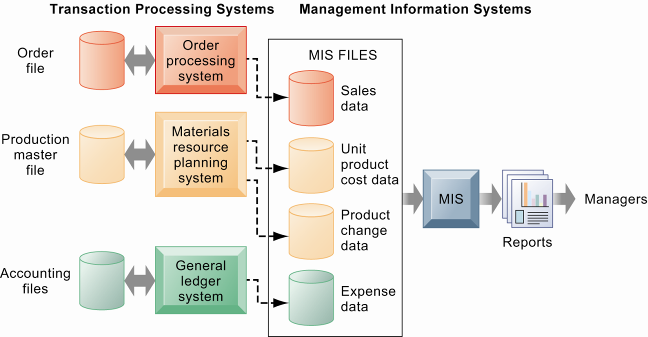 Transaction Processing Systems
Management Information Systems
Order
file
Order
processing
system
MIS FILES
Sales
data
Production
master
file
Materials
resource
planning
system
Unit
product
cost data
Product
change
data
MIS
Reports
Managers
Accounting
files
General
ledger
system
Expense
data